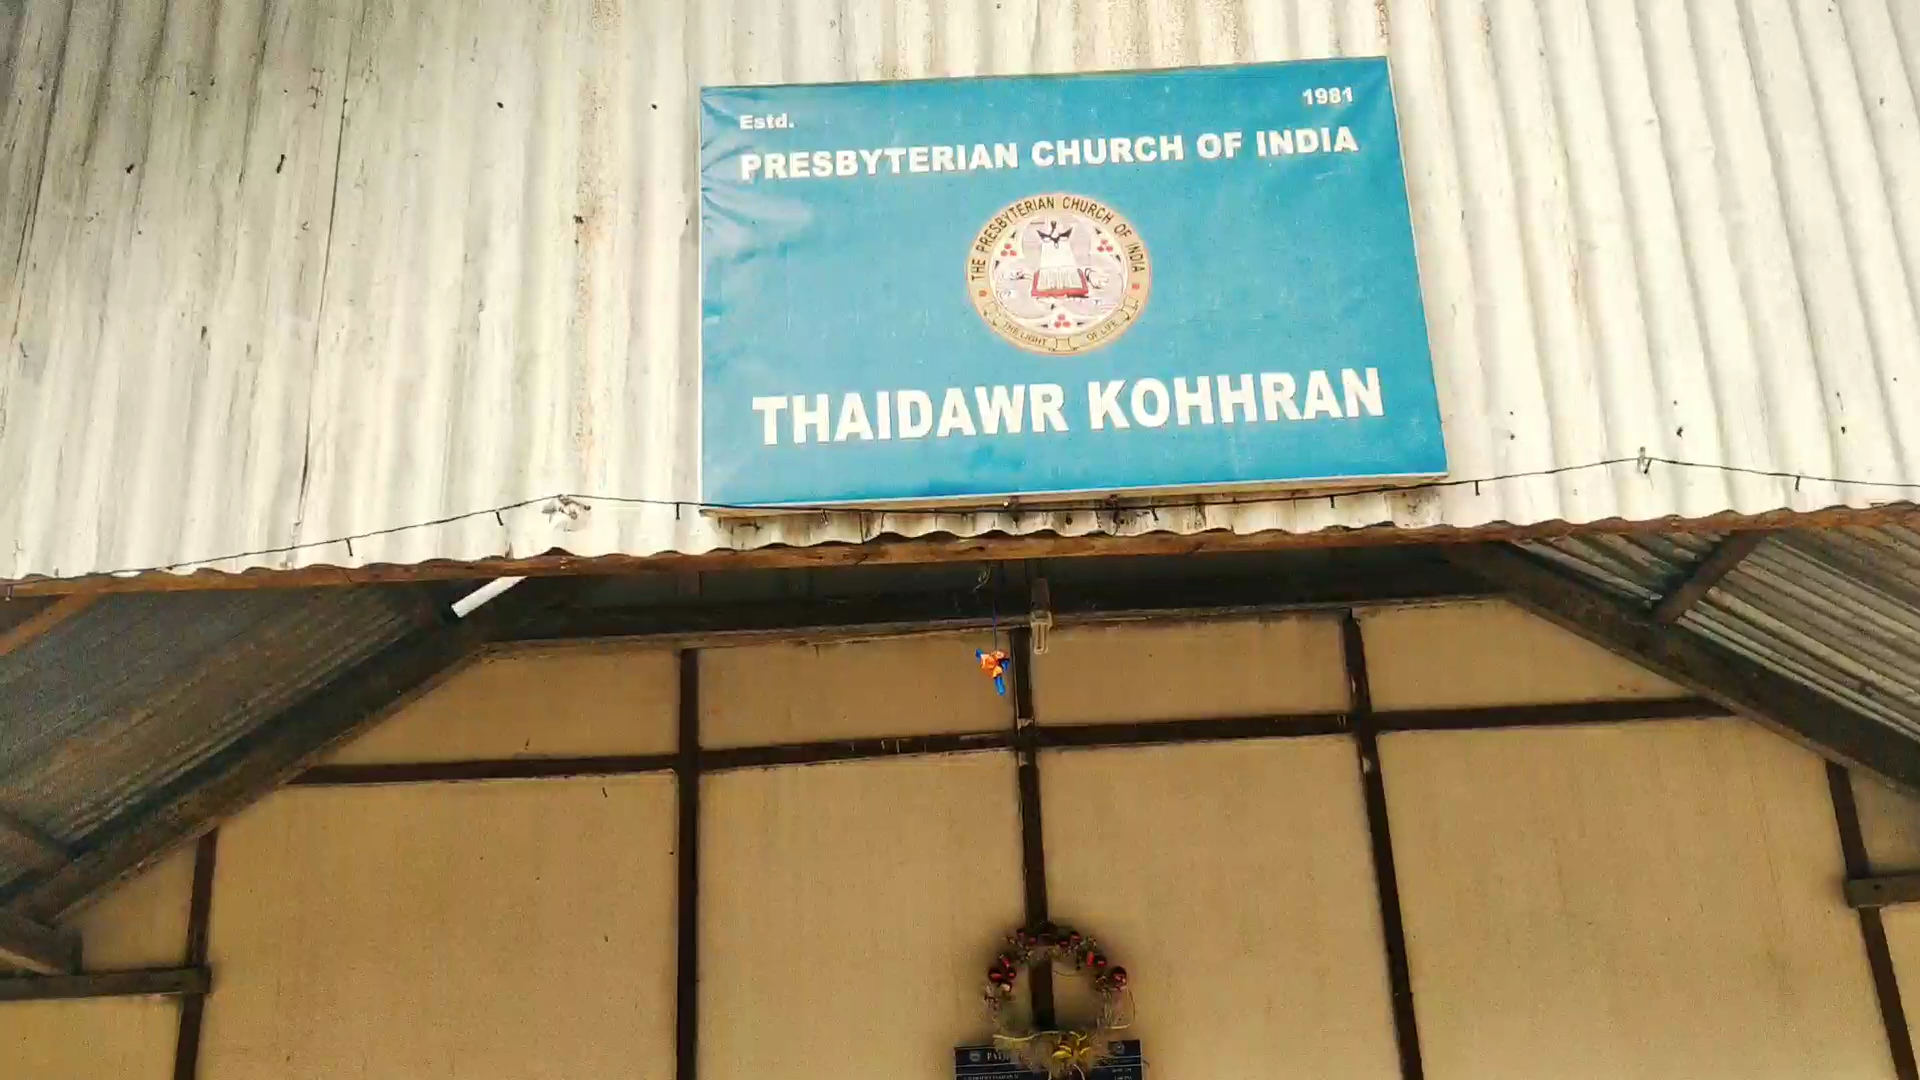 Estd. 1981
PRESBYTERIAN CHURCH OF INDIA
THE PRESBYTERIAN CHURCH OF INDIA
THE LIGHT OF LIFE
THAIDAWR KOHHRAN